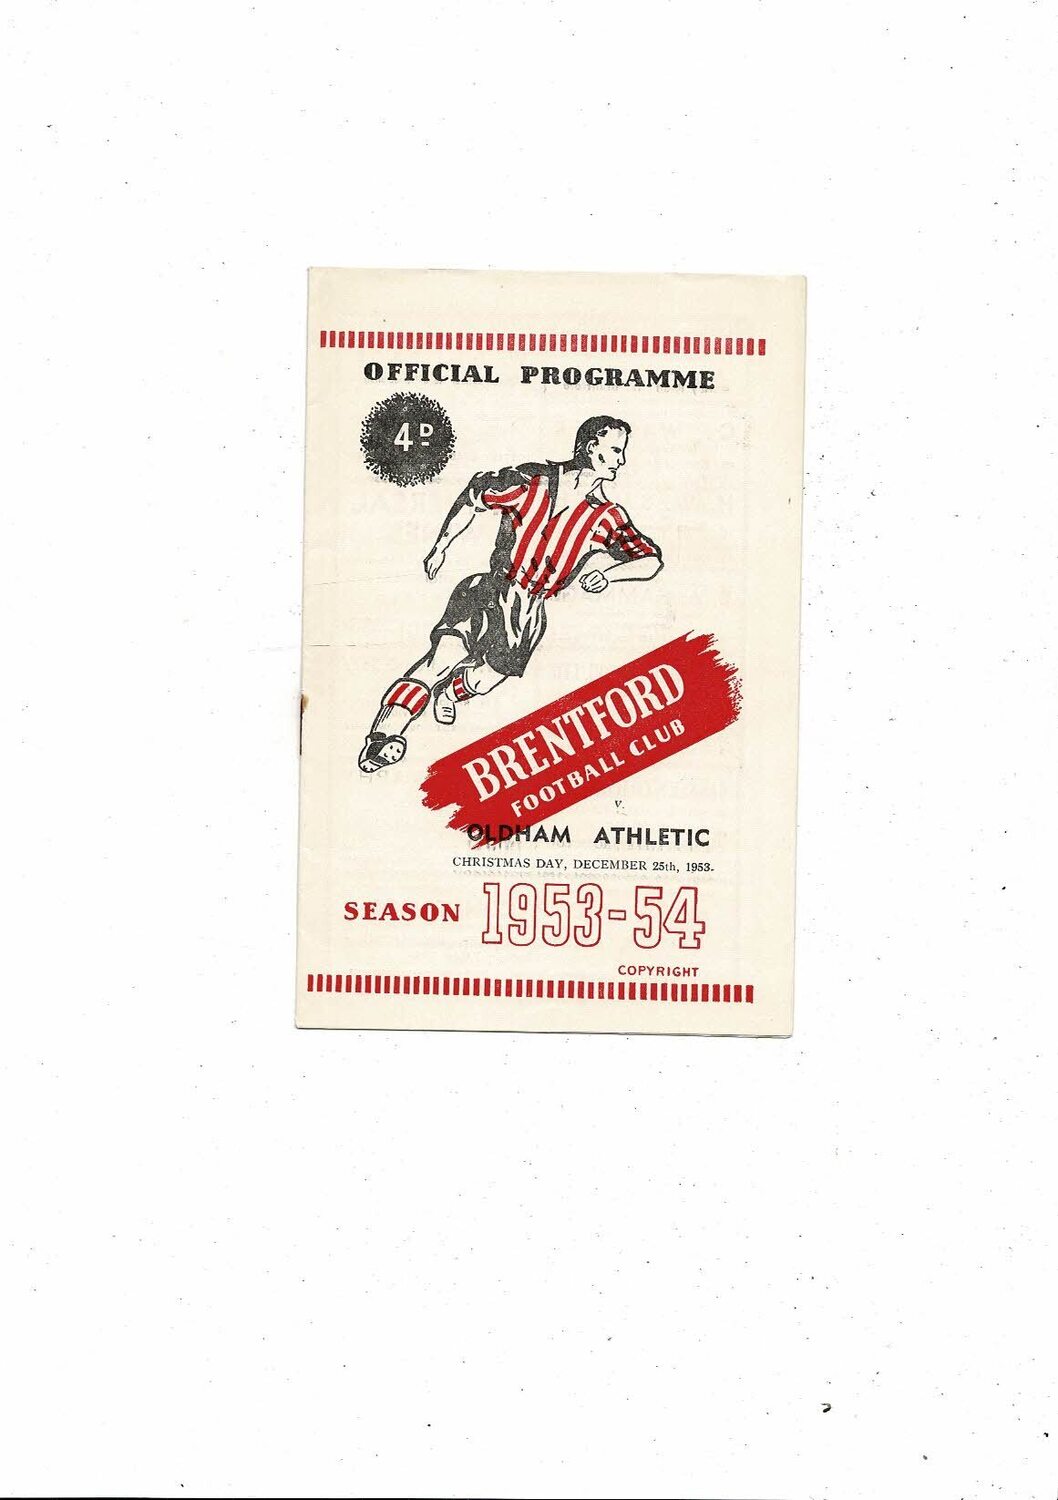 OFFICIAL PROGRAMME
4D
BRENTFORD
FOOTBALL CLUB
v.
OLDHAM ATHLETIC
CHRISTMAS DAY, DECEMBER 25th, 1953.
SEASON 1953-54
COPYRIGHT